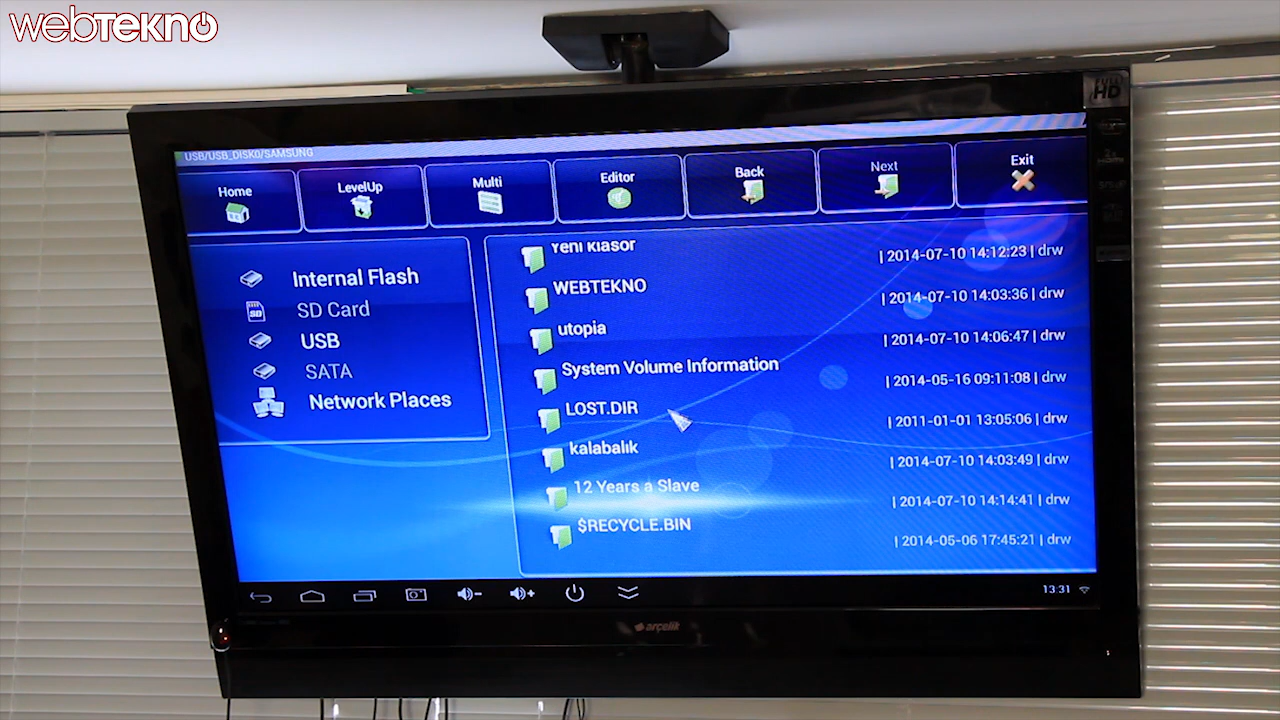 webTEKNO
FULL
HD
USB/USB_DISK0/SAMSUNG
Home
LevelUp
Multi
Editor
Back
Next
Exit
Internal Flash
SD Card
SD
USB
SATA
Network Places
Yeni Klasör | 2014-07-10 14:12:23 | drw
WEBTEKNO | 2014-07-10 14:03:36 | drw
utopia | 2014-07-10 14:06:47 | drw
System Volume Information | 2014-05-16 09:11:08 | drw
LOST.DIR | 2011-01-01 13:05:06 | drw
kalabalık | 2014-07-10 14:03:49 | drw
12 Years a Slave | 2014-07-10 14:14:41 | drw
$RECYCLE.BIN | 2014-05-06 17:45:21 | drw
13:31
arçelik